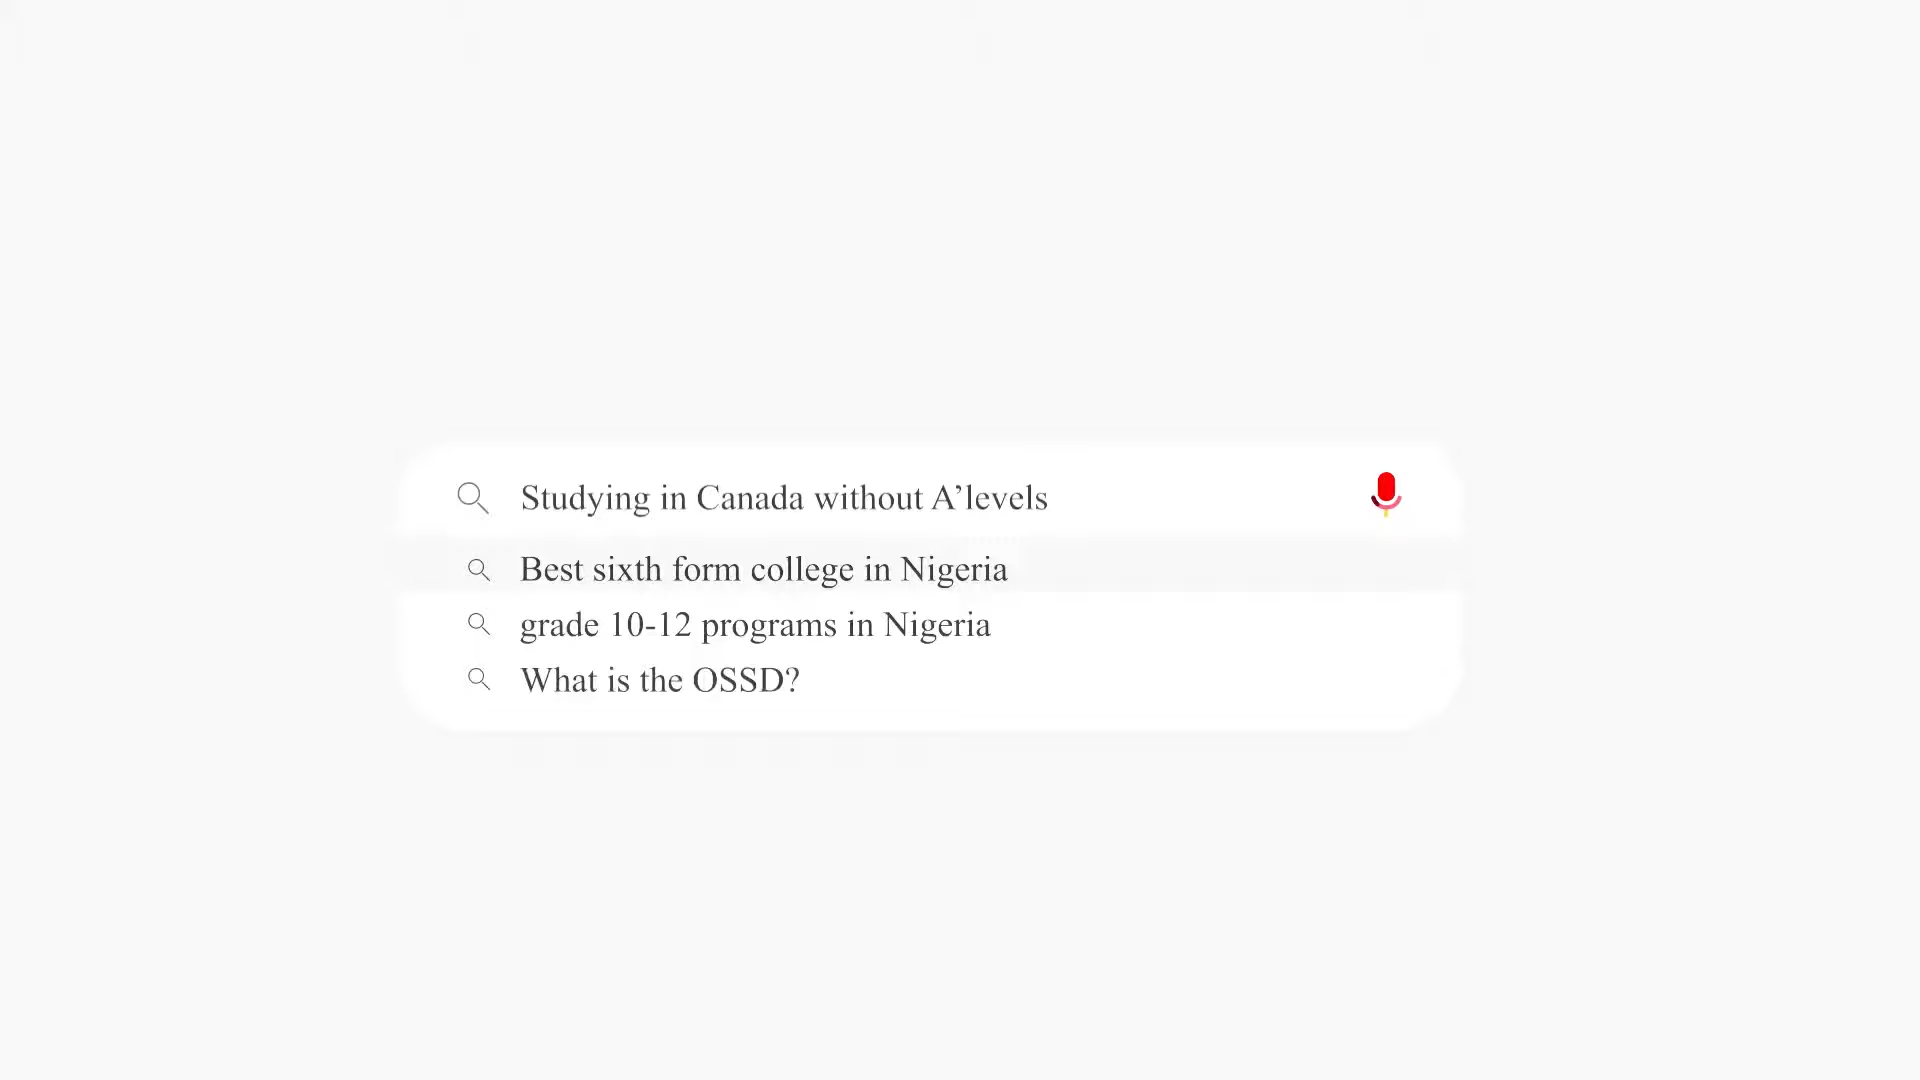 Studying in Canada without A’levels
Best sixth form college in Nigeria
grade 10-12 programs in Nigeria
What is the OSSD?